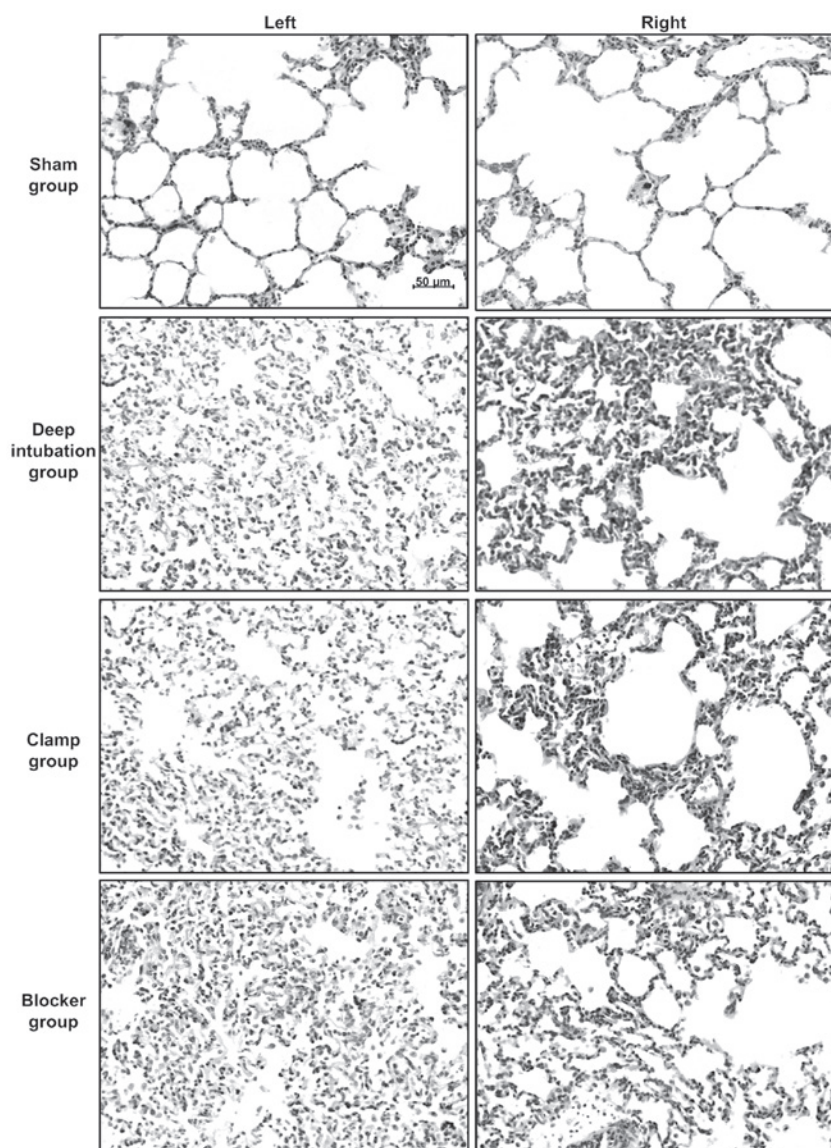 Left
Right
Sham
group
50 μm
Deep
intubation
group
Clamp
group
Blocker
group